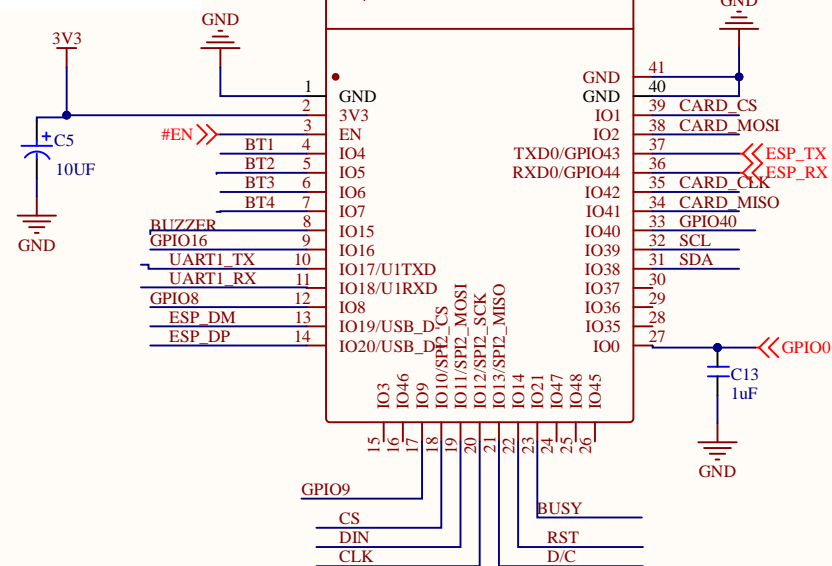 GND
GND
3V3
C5
10UF
GND
#EN
BT1
BT2
BT3
BT4
BUZZER
GPIO16
UART1_TX
UART1_RX
GPIO8
ESP_DM
ESP_DP
1 GND
2 3V3
3 EN
4 IO4
5 IO5
6 IO6
7 IO7
8 IO15
9 IO16
10 IO17/U1TXD
11 IO18/U1RXD
12 IO8
13 IO19/USB_D-
14 IO20/USB_D
GND 41
GND 40
IO1 39 CARD_CS
IO2 38 CARD_MOSI
TXD0/GPIO43 37 ESP_TX
RXD0/GPIO44 36 ESP_RX
IO42 35 CARD_CLK
IO41 34 CARD_MISO
IO40 33 GPIO40
IO39 32 SCL
IO38 31 SDA
IO37 30
IO36 29
IO35 28
IO0 27 GPIO0
C13
1uF
GND
IO3 15
IO46 16
IO9 17
IO10/SPI2_CS 18
IO11/SPI2_MOSI 19
IO12/SPI2_SCK 20
IO13/SPI2_MISO 21
IO14 22
IO21 23
IO47 24
IO48 25
IO45 26
GPIO9
CS
DIN
CLK
BUSY
RST
D/C